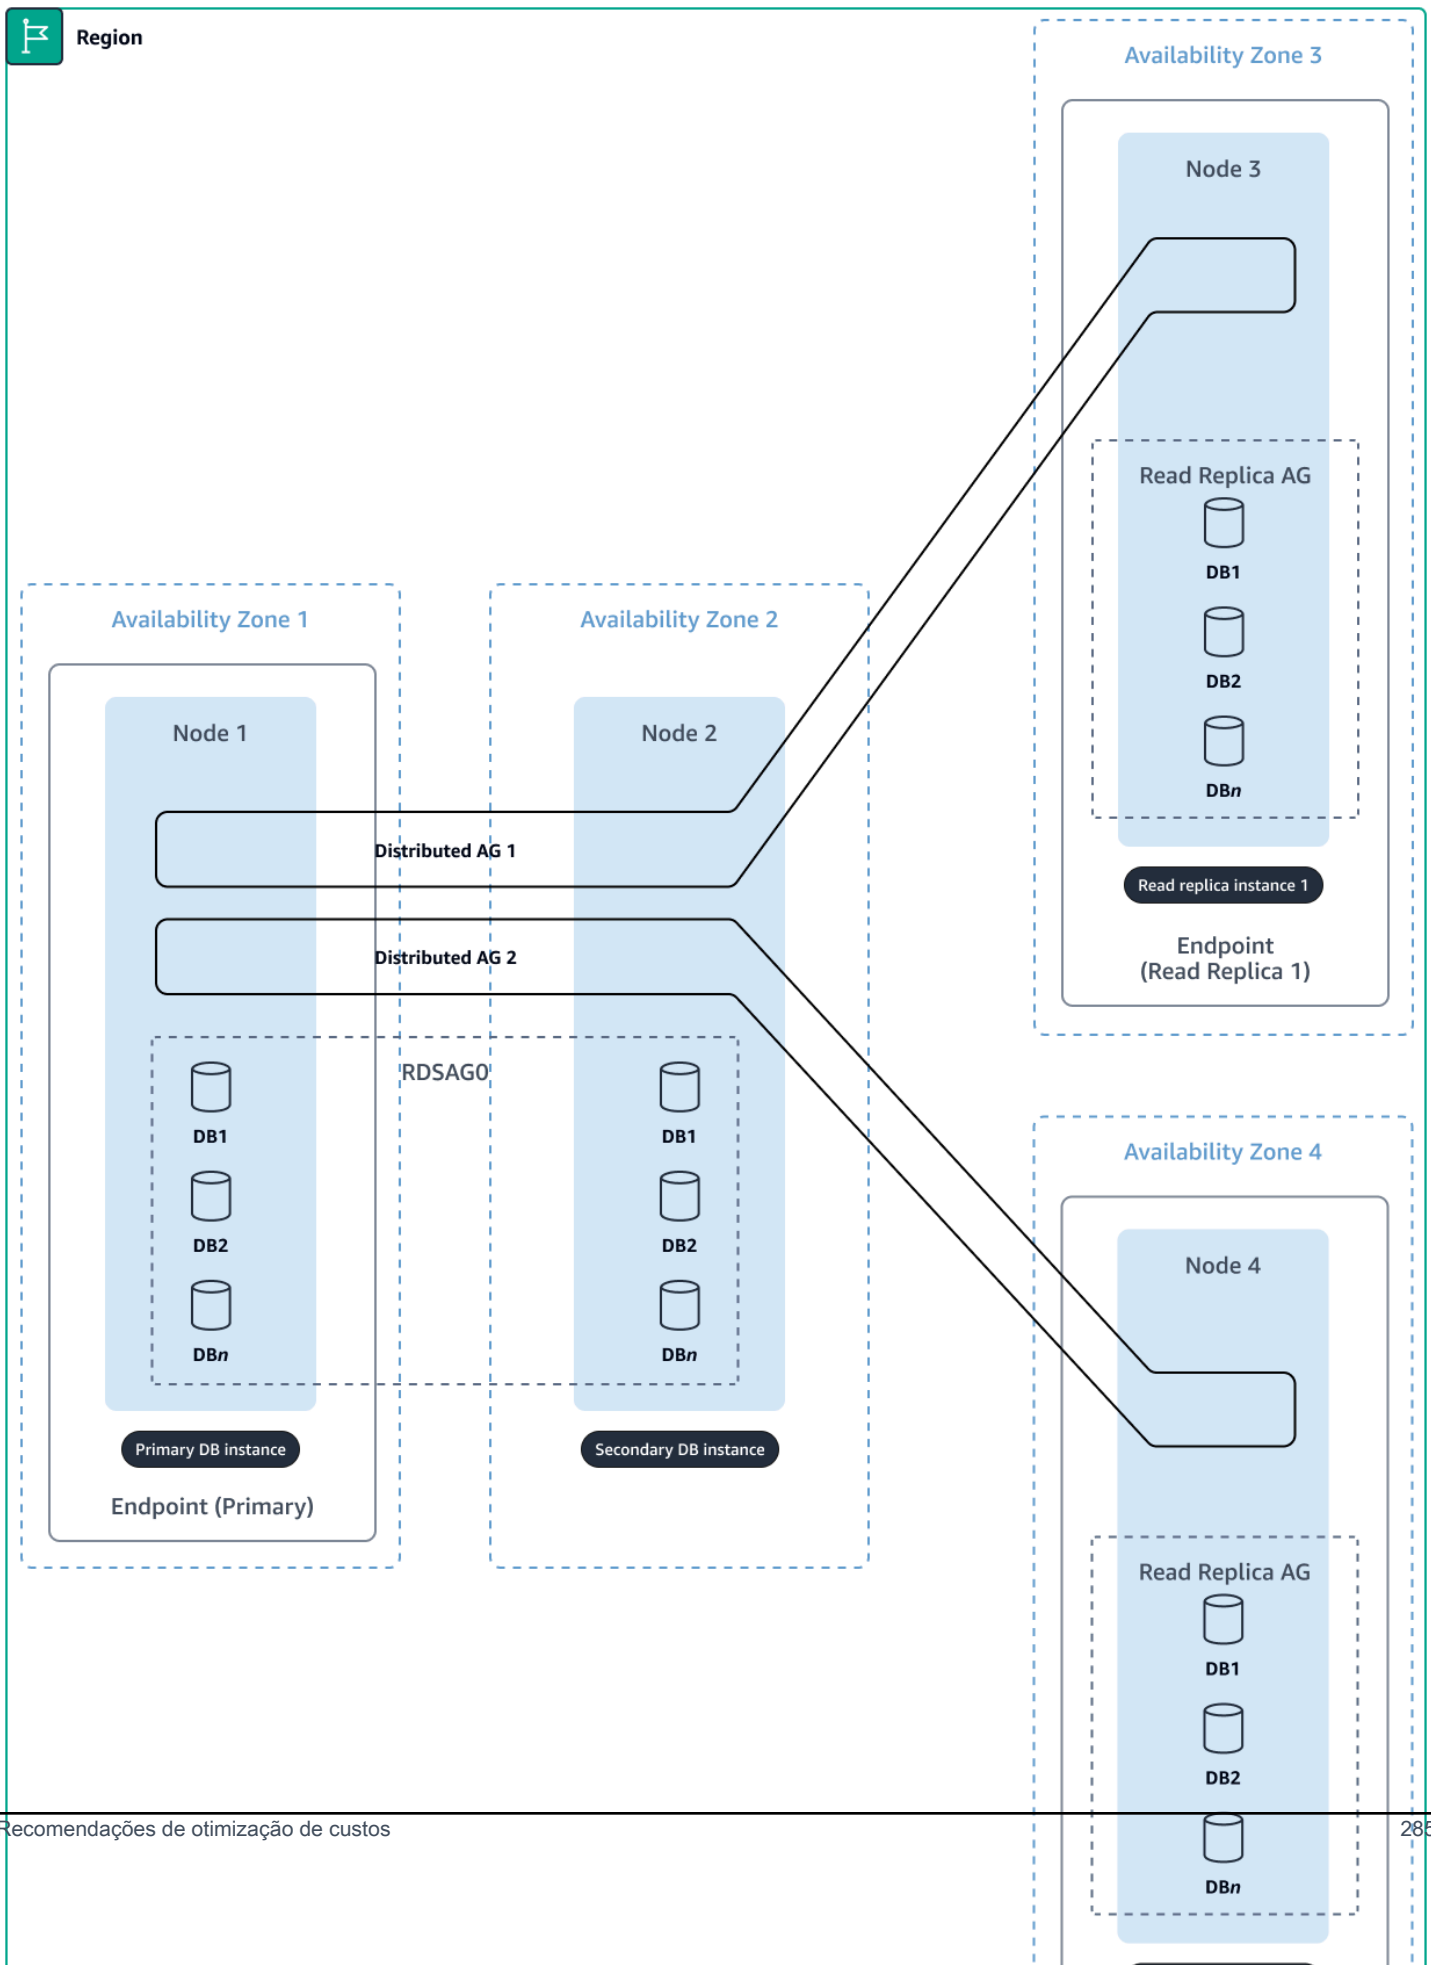 Region
Availability Zone 3
Node 3
Read Replica AG
DB1
DB2
DBn
Read replica instance 1
Endpoint
(Read Replica 1)
Availability Zone 1
Node 1
Availability Zone 2
Node 2
Distributed AG 1
Distributed AG 2
RDSAG0
DB1
DB2
DBn
DB1
DB2
DBn
Primary DB instance
Endpoint (Primary)
Secondary DB instance
Availability Zone 4
Node 4
Read Replica AG
DB1
DB2
DBn
Recomendações de otimização de custos
285